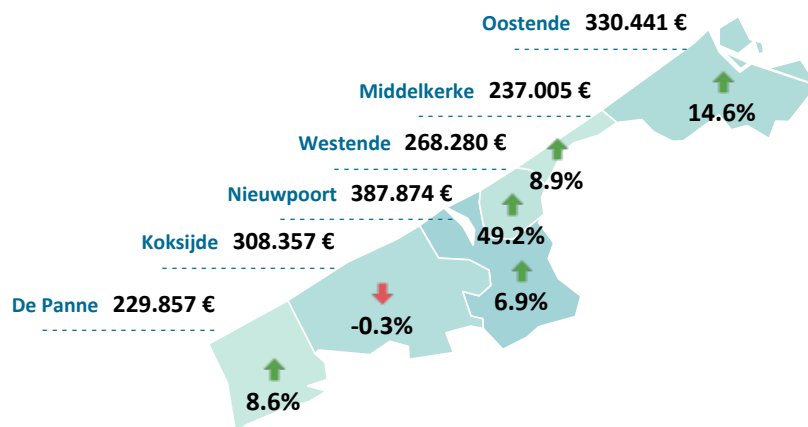 Oostende 330.441 €
14.6%
Middelkerke 237.005 €
8.9%
Westende 268.280 €
49.2%
Nieuwpoort 387.874 €
6.9%
Koksijde 308.357 €
-0.3%
De Panne 229.857 €
8.6%